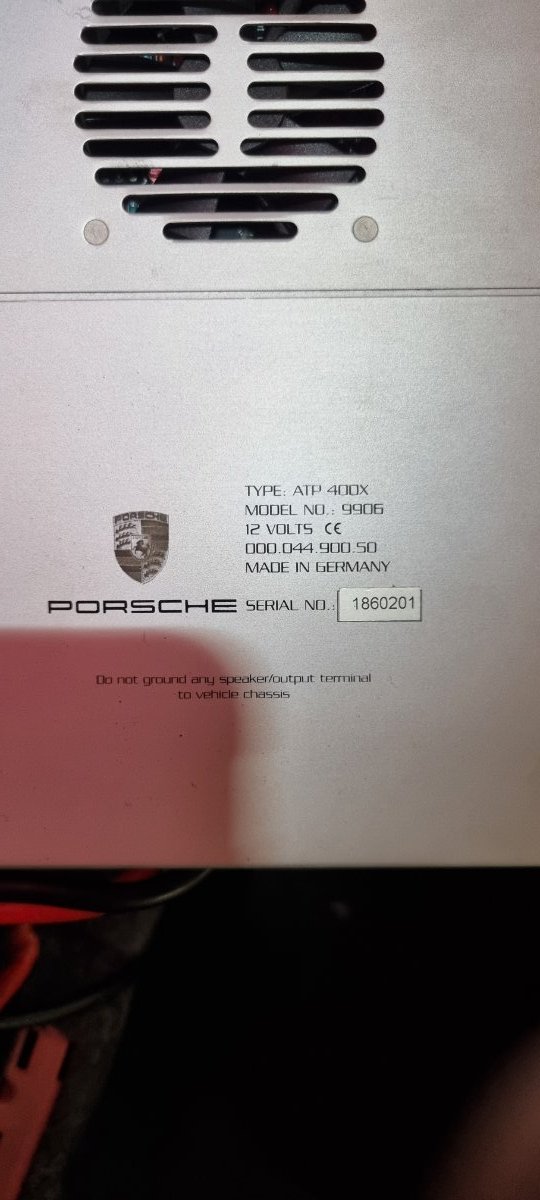 TYPE: ATP 400X
MODEL NO.: 9906
12 VOLTS CE
000.044.900.50
MADE IN GERMANY
PORSCHE
PORSCHE SERIAL NO.: 1860201
Do not ground any speaker/output terminal
to vehicle chassis